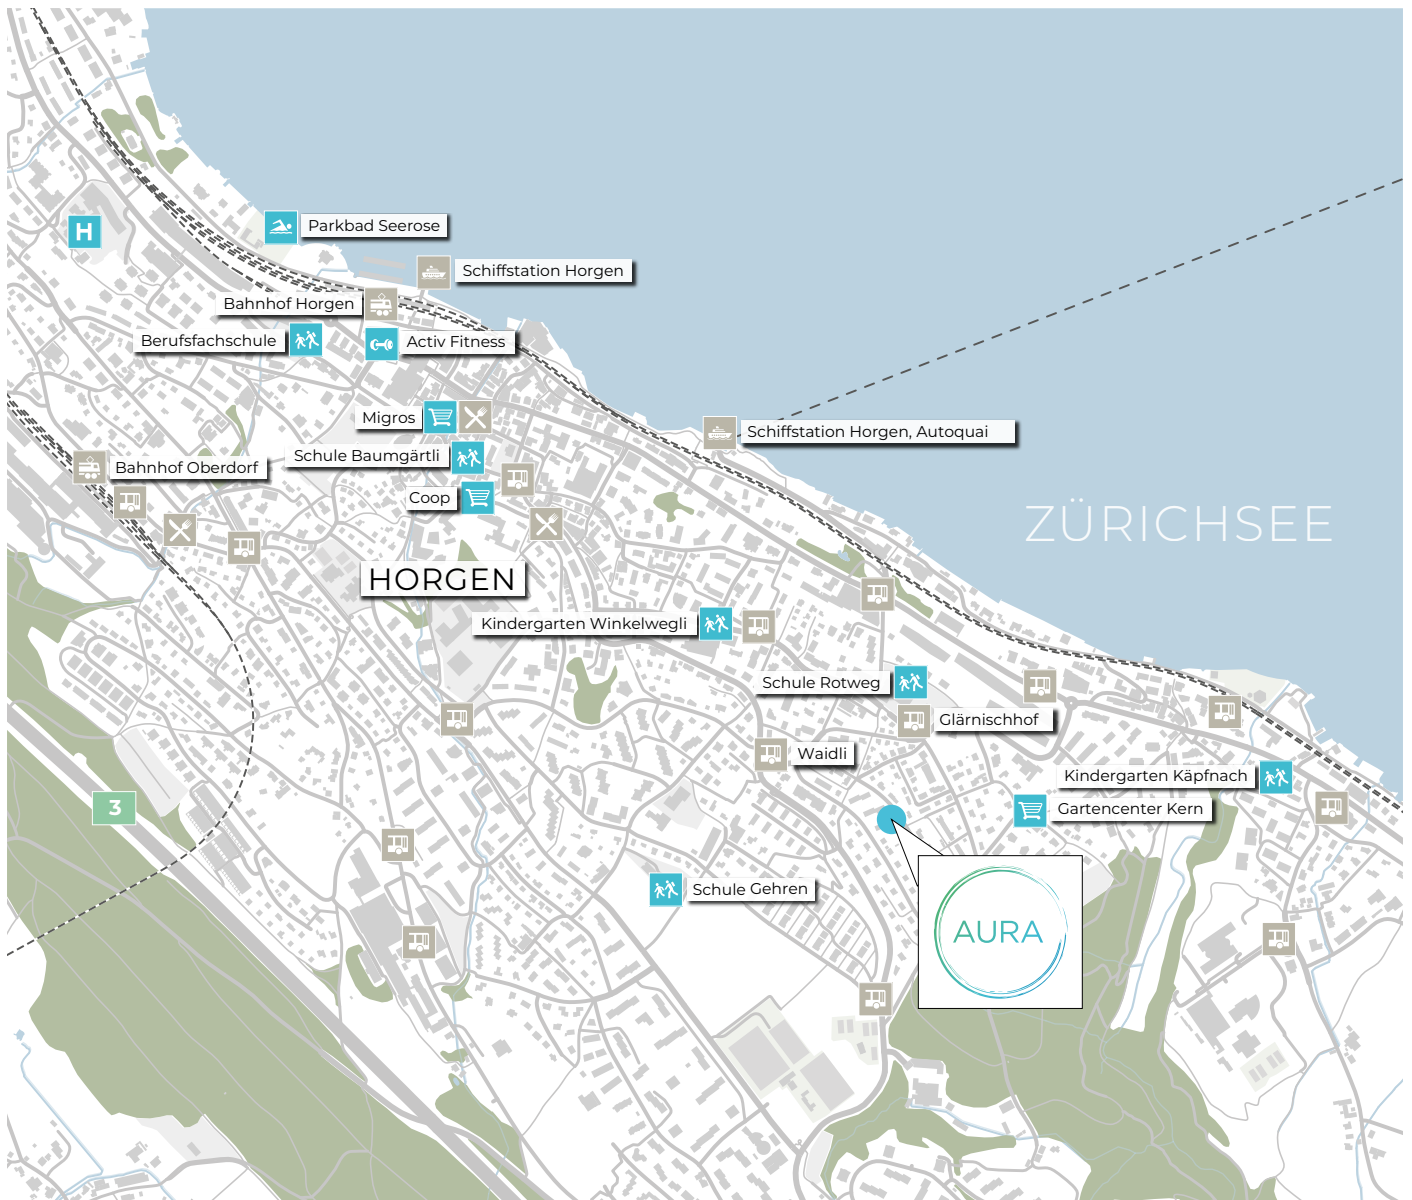 H
Parkbad Seerose
Schiffstation Horgen
Bahnhof Horgen
Berufsfachschule
Activ Fitness
Migros
Schiffstation Horgen, Autoquai
Schule Baumgärtli
Bahnhof Oberdorf
Coop
ZÜRICHSEE
HORGEN
Kindergarten Winkelwegli
Schule Rotweg
Glärnischhof
Waidli
Kindergarten Käpfnach
3
Gartencenter Kern
Schule Gehren
AURA